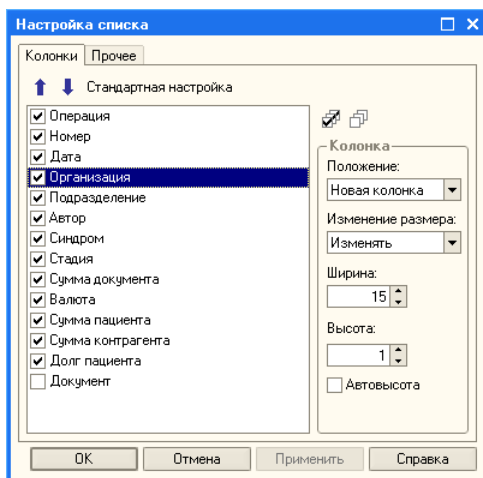 Настройка списка
Колонки Прочее
Стандартная настройка
Операция
Номер
Дата
Организация
Подразделение
Автор
Синдром
Стадия
Сумма документа
Валюта
Сумма пациента
Сумма контрагента
Долг пациента
Документ
Колонка
Положение:
Новая колонка
Изменение размера:
Изменять
Ширина:
15
Высота:
1
Автовысота
OK Отмена Применить Справка